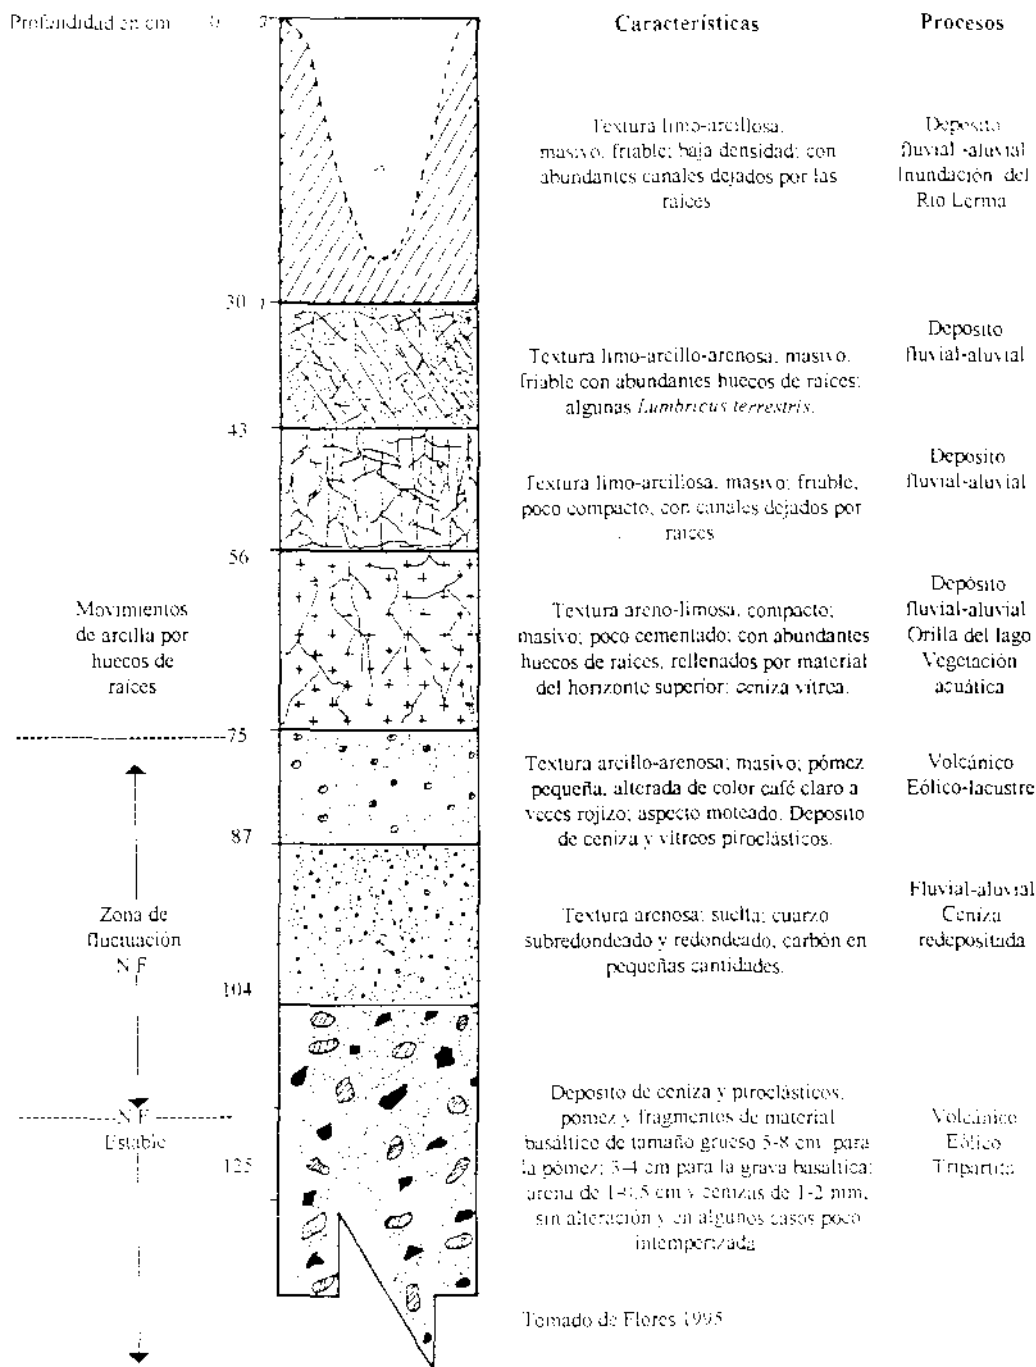 Profundidad en cm 0
Características
Procesos
Textura limo-arcillosa,
masivo, friable; baja densidad; con
abundantes canales dejados por las
raíces
Deposito
fluvial -aluvial
Inundación del
Río Lerma
30
Textura limo-arcillo-arenosa, masivo,
friable con abundantes huecos de raíces;
algunas Lumbricus terrestris.
Deposito
fluvial-aluvial
43
Textura limo-arcillosa, masivo; friable,
poco compacto, con canales dejados por
raíces
Deposito
fluvial-aluvial
56
Movimientos
de arcilla por
huecos de
raíces
Textura areno-limosa, compacto;
masivo; poco cementado; con abundantes
huecos de raíces, rellenados por material
del horizonte superior; ceniza vítrea.
Depósito
fluvial-aluvial
Orilla del lago
Vegetación
acuática
75
Textura arcillo-arenosa; masivo; pómez
pequeña, alterada de color café claro a
veces rojizo; aspecto moteado. Deposito
de ceniza y vítreos piroclásticos.
Volcánico
Eólico-lacustre
87
Zona de
fluctuación
N F
Textura arenosa; suelta; cuarzo
subredondeado y redondeado, carbón en
pequeñas cantidades.
Fluvial-aluvial
Ceniza
redepositada
104
N F
Estable
125
Deposito de ceniza y piroclásticos,
pomez y fragmentos de material
basáltico de tamaño grueso 5-8 cm para
la pómez; 3-4 cm para la grava basáltica;
arena de cm y cenizas de 1-2 mm,
sin alteración y en algunos casos poco
intemperizada
Volcánico
Eólico
Tripartita
Tomado de Flores 1995